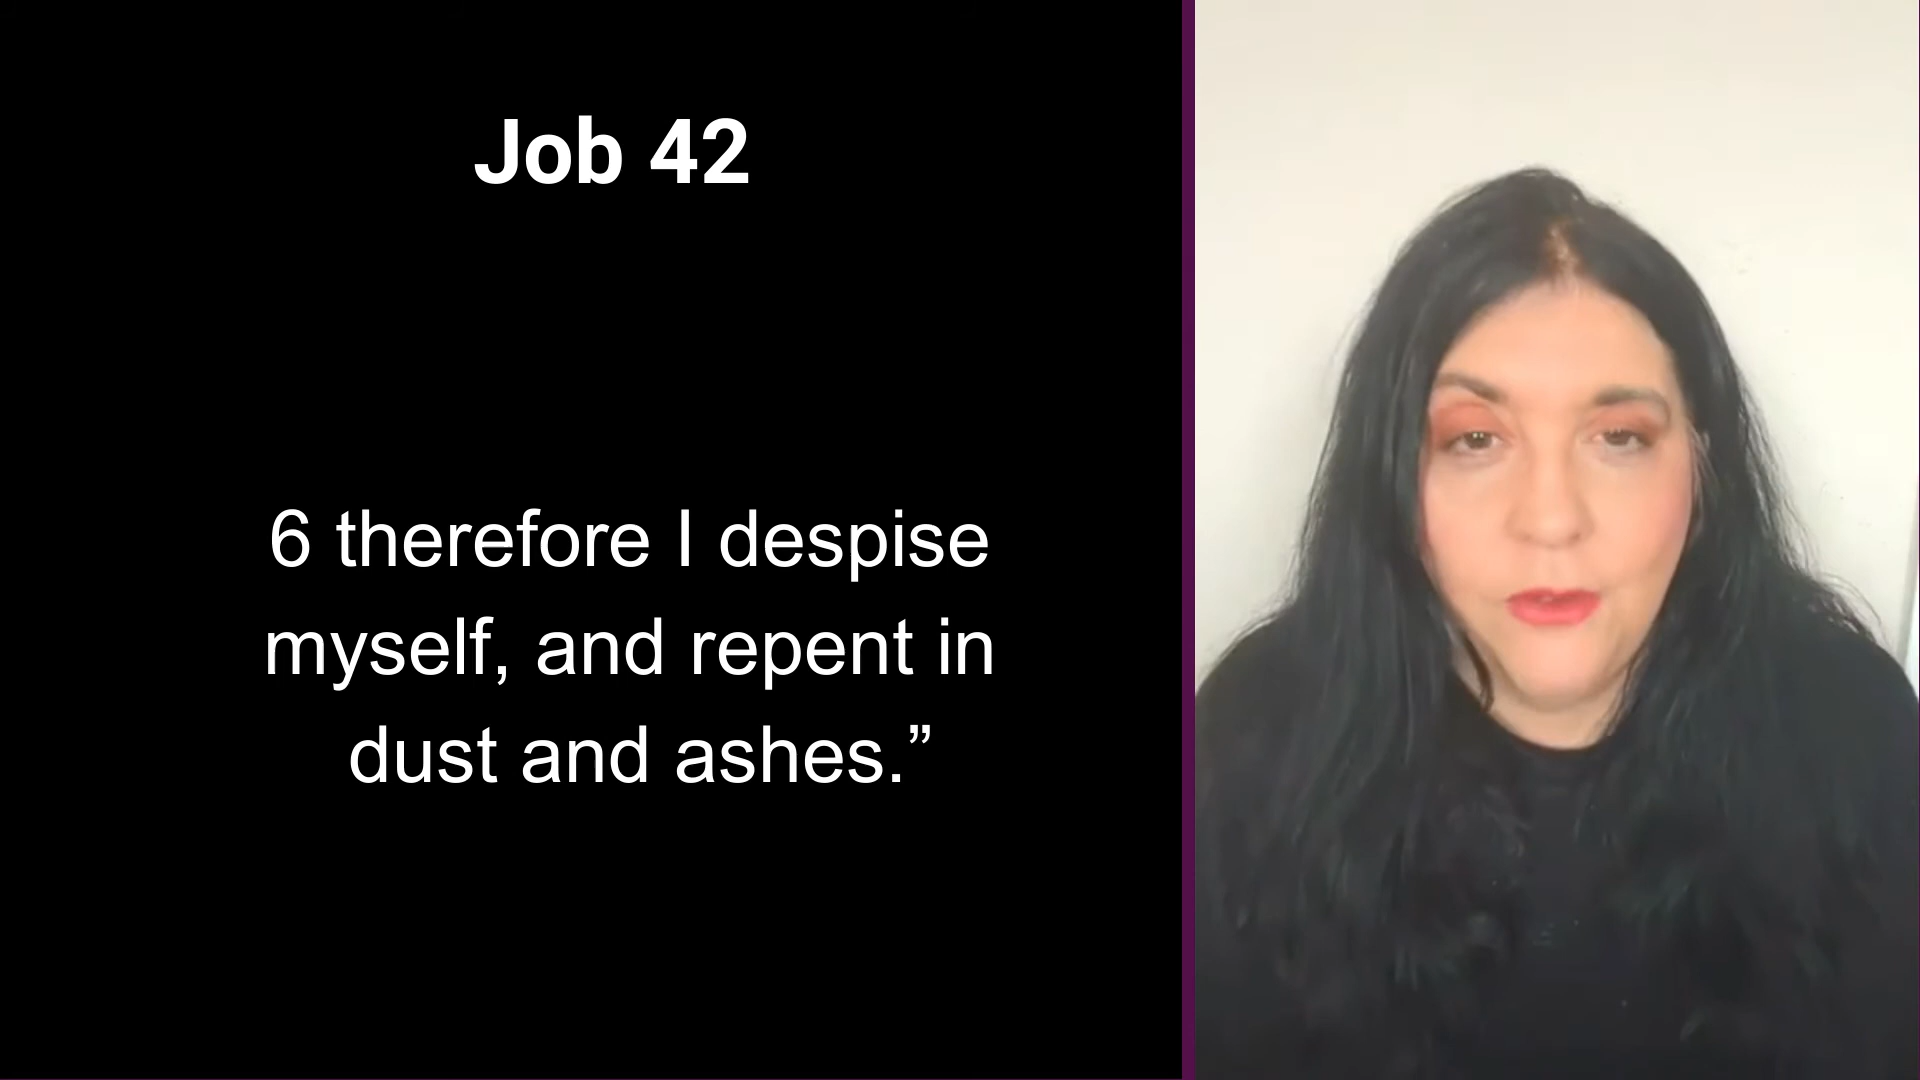 Job 42
6 therefore I despise
myself, and repent in
dust and ashes.”